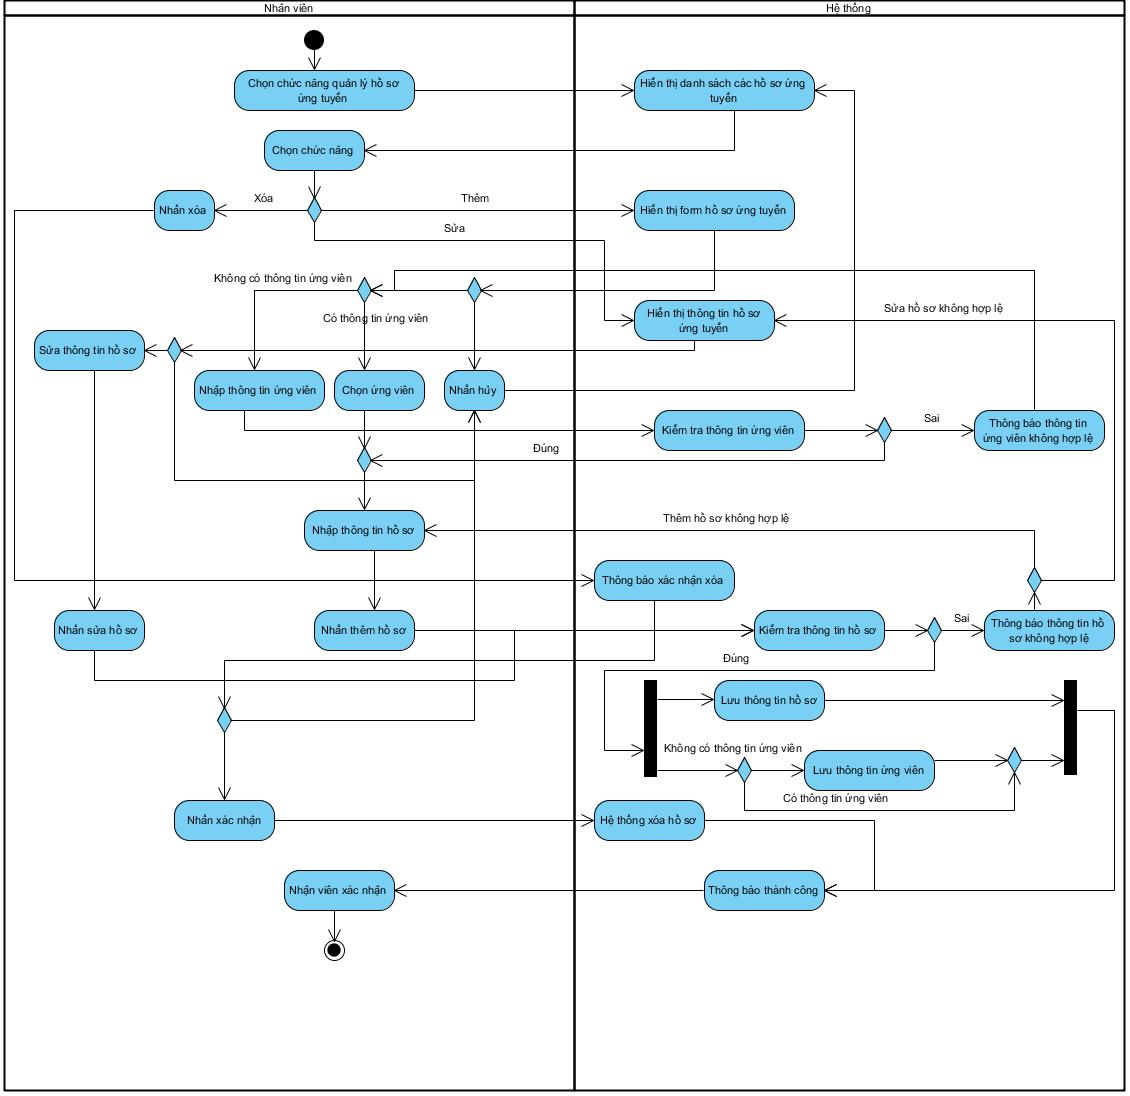 Nhân viên
Hệ thống
Chọn chức năng quản lý hồ sơ
ứng tuyển
Hiển thị danh sách các hồ sơ ứng
tuyển
Chọn chức năng
Xóa
Thêm
Nhấn xóa
Hiển thị form hồ sơ ứng tuyển
Sửa
Không có thông tin ứng viên
Có thông tin ứng viên
Hiển thị thông tin hồ sơ
ứng tuyển
Sửa hồ sơ không hợp lệ
Sửa thông tin hồ sơ
Nhập thông tin ứng viên
Chọn ứng viên
Nhấn hủy
Kiểm tra thông tin ứng viên
Sai
Thông báo thông tin
ứng viên không hợp lệ
Đúng
Nhập thông tin hồ sơ
Thêm hồ sơ không hợp lệ
Thông báo xác nhận xóa
Nhấn sửa hồ sơ
Nhấn thêm hồ sơ
Kiểm tra thông tin hồ sơ
Sai
Thông báo thông tin hồ
sơ không hợp lệ
Đúng
Lưu thông tin hồ sơ
Không có thông tin ứng viên
Lưu thông tin ứng viên
Có thông tin ứng viên
Nhấn xác nhận
Hệ thống xóa hồ sơ
Nhận viên xác nhận
Thông báo thành công